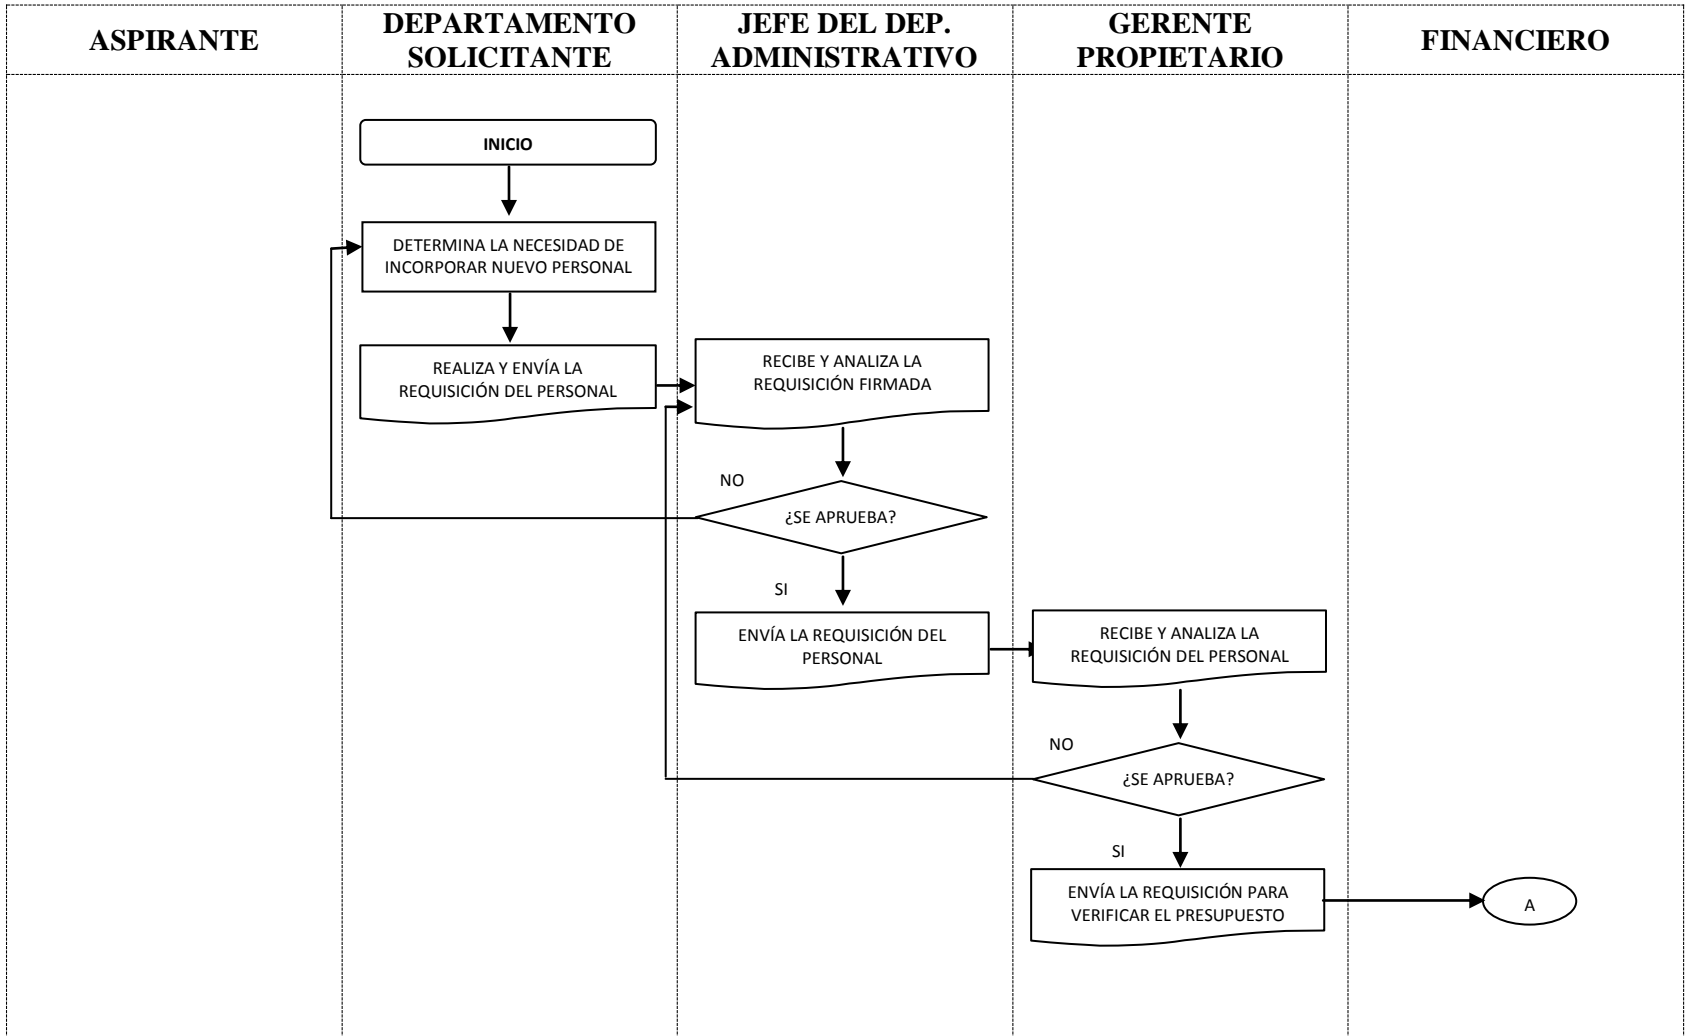 ASPIRANTE
DEPARTAMENTO
SOLICITANTE
JEFE DEL DEP.
ADMINISTRATIVO
GERENTE
PROPIETARIO
FINANCIERO
INICIO
DETERMINA LA NECESIDAD DE
INCORPORAR NUEVO PERSONAL
REALIZA Y ENVÍA LA
REQUISICIÓN DEL PERSONAL
RECIBE Y ANALIZA LA
REQUISICIÓN FIRMADA
NO
¿SE APRUEBA?
SI
ENVÍA LA REQUISICIÓN DEL
PERSONAL
RECIBE Y ANALIZA LA
REQUISICIÓN DEL PERSONAL
NO
¿SE APRUEBA?
SI
ENVÍA LA REQUISICIÓN PARA
VERIFICAR EL PRESUPUESTO
A